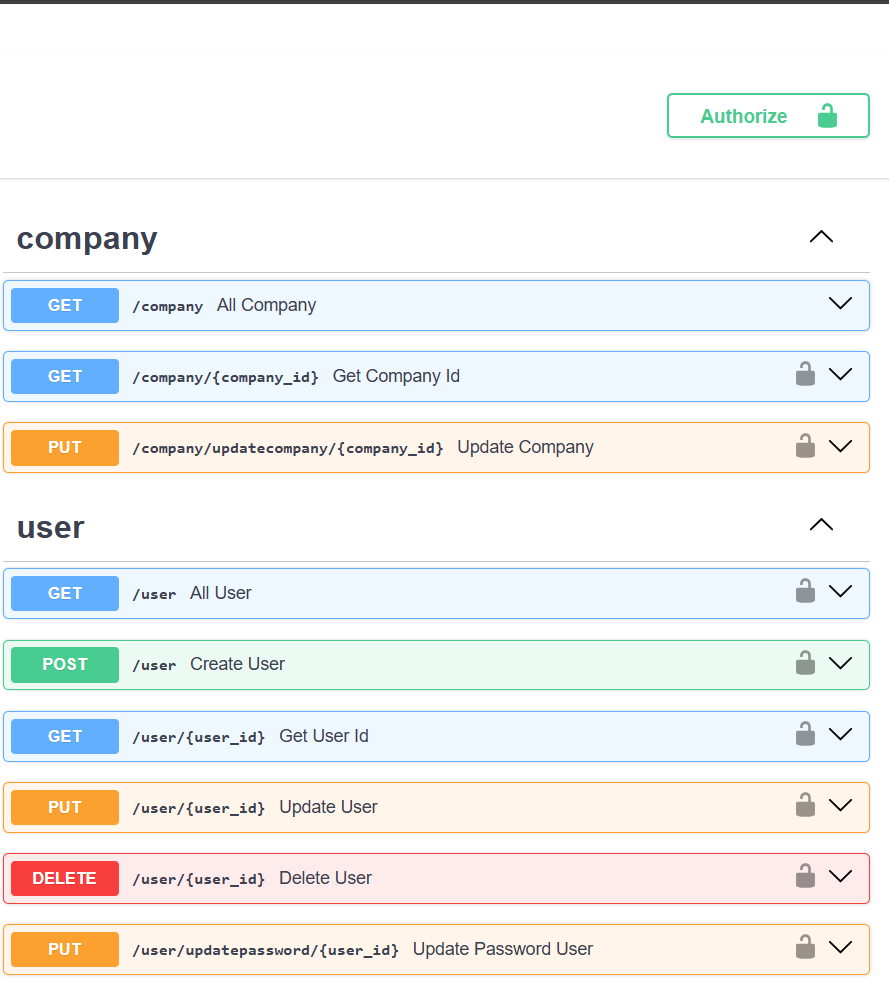 Authorize
company
GET /company All Company
GET /company/{company_id} Get Company Id
PUT /company/updatecompany/{company_id} Update Company
user
GET /user All User
POST /user Create User
GET /user/{user_id} Get User Id
PUT /user/{user_id} Update User
DELETE /user/{user_id} Delete User
PUT /user/updatepassword/{user_id} Update Password User